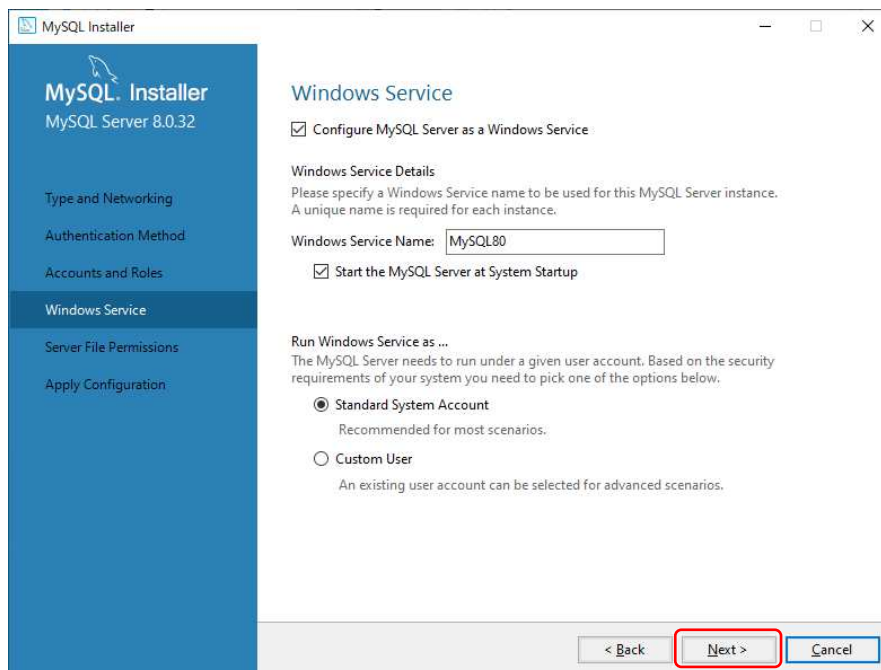 MySQL Installer
MySQL. Installer
MySQL Server 8.0.32
Type and Networking
Authentication Method
Accounts and Roles
Windows Service
Server File Permissions
Apply Configuration
Windows Service
Configure MySQL Server as a Windows Service
Windows Service Details
Please specify a Windows Service name to be used for this MySQL Server instance.
A unique name is required for each instance.
Windows Service Name: MySQL80
Start the MySQL Server at System Startup
Run Windows Service as ...
The MySQL Server needs to run under a given user account. Based on the security
requirements of your system you need to pick one of the options below.
Standard System Account
Recommended for most scenarios.
Custom User
An existing user account can be selected for advanced scenarios.
< Back Next > Cancel